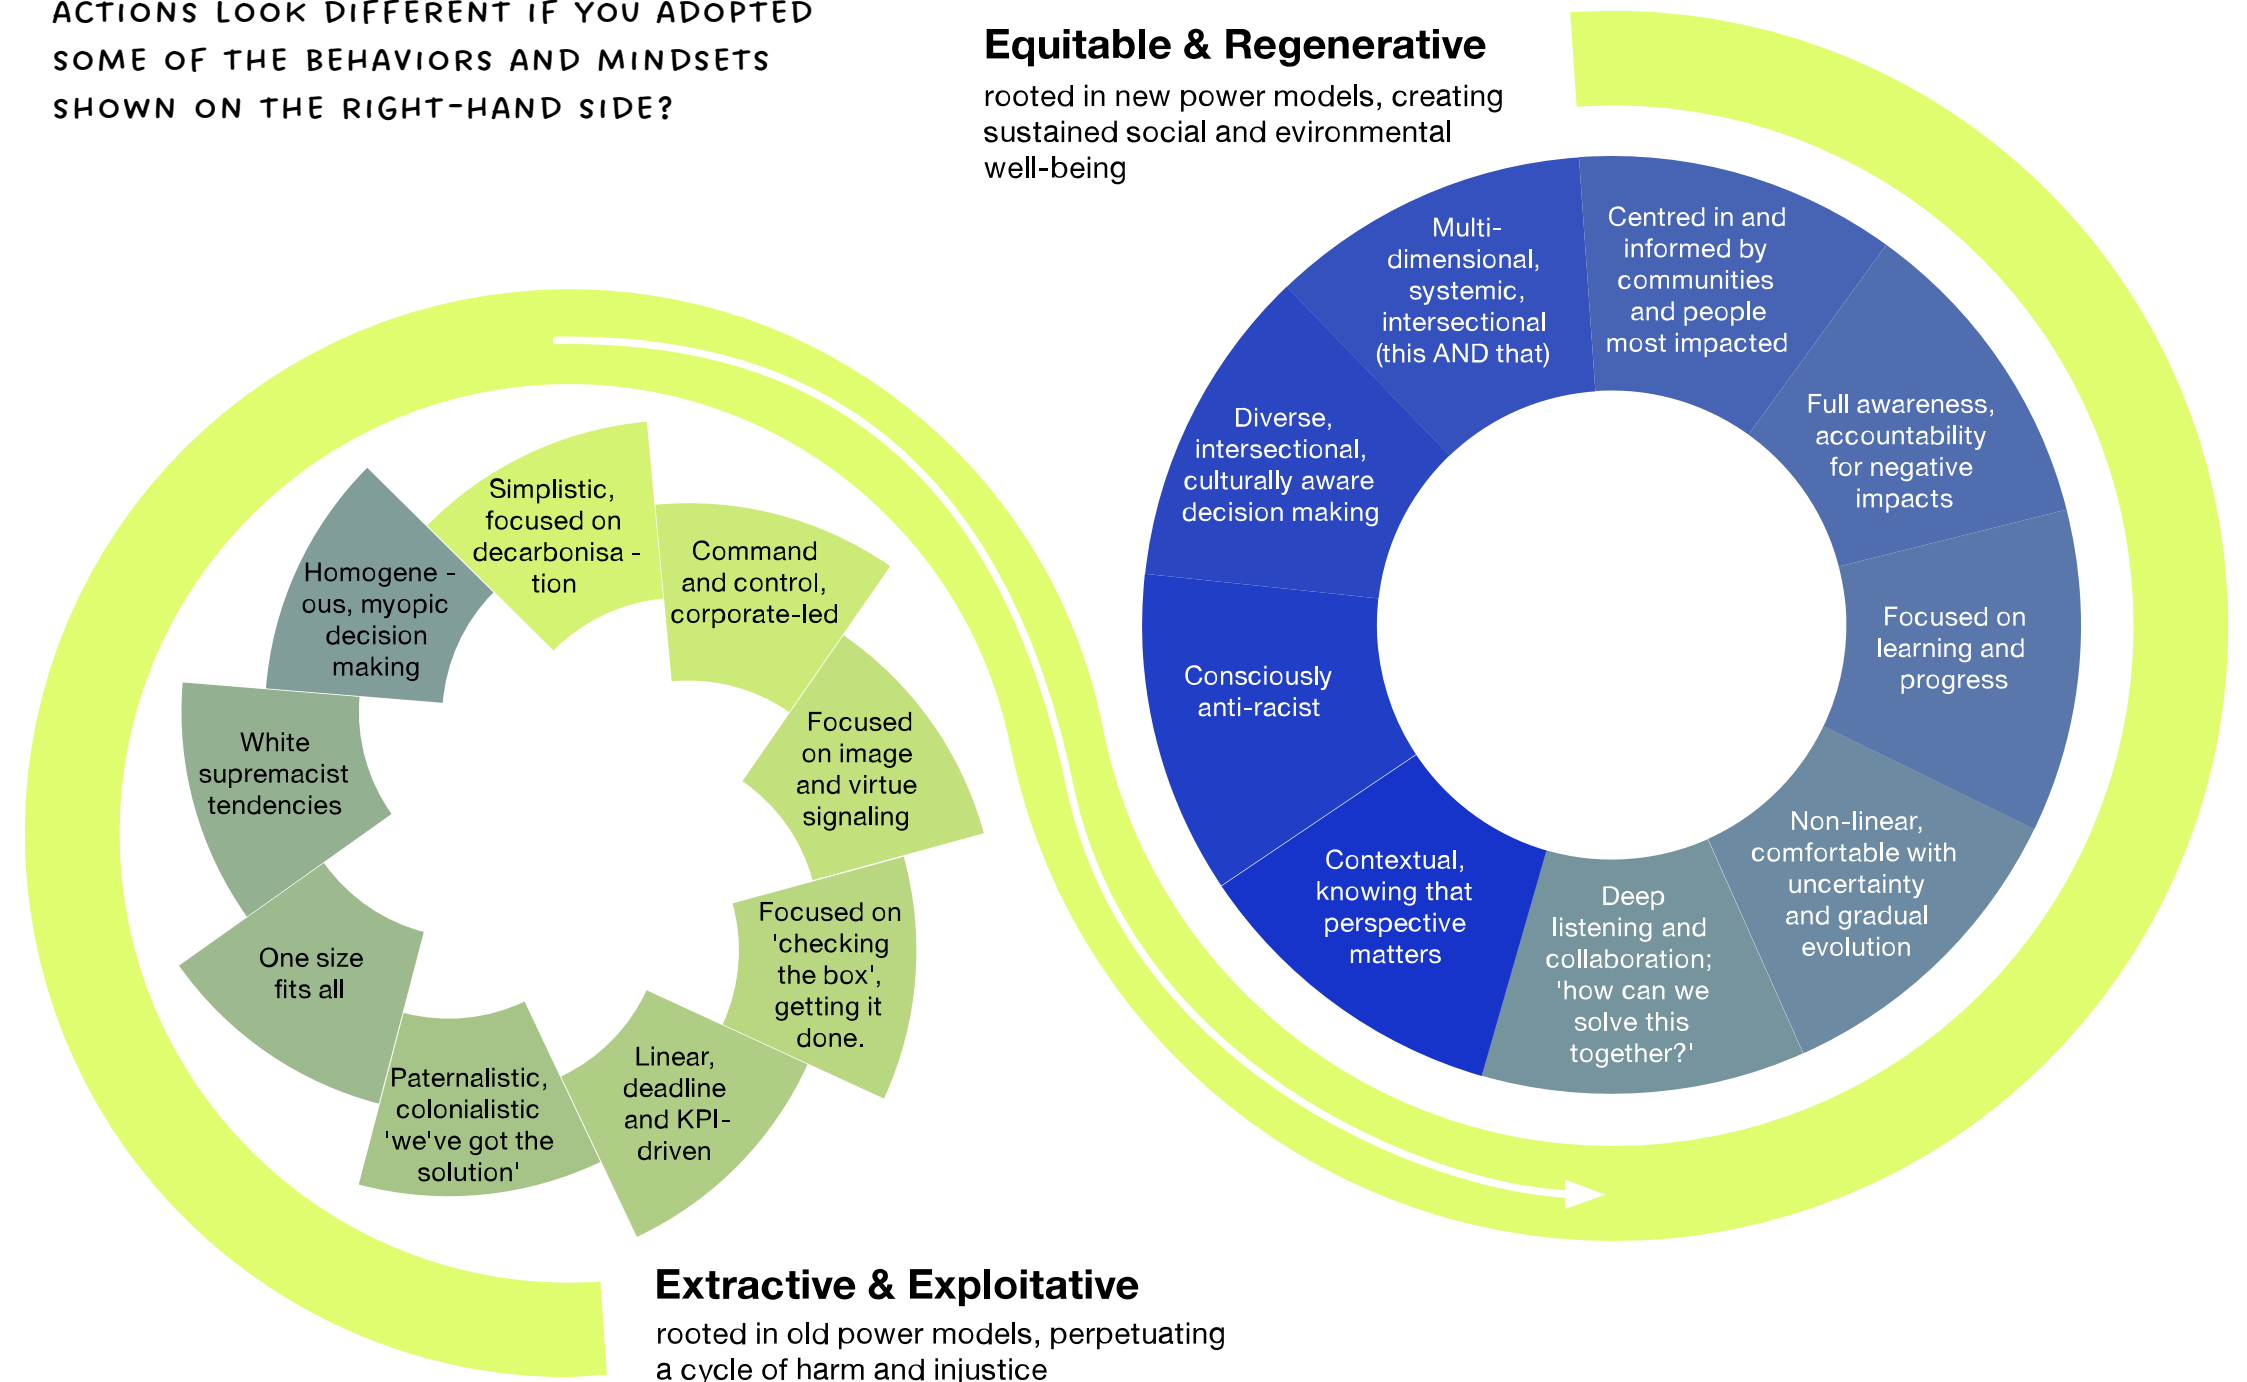 ACTIONS LOOK DIFFERENT IF YOU ADOPTED
SOME OF THE BEHAVIORS AND MINDSETS
SHOWN ON THE RIGHT-HAND SIDE?
Equitable & Regenerative
rooted in new power models, creating
sustained social and evironmental
well-being
Multi-
dimensional,
systemic,
intersectional
(this AND that)
Centred in and
informed by
communities
and people
most impacted
Full awareness,
accountability
for negative
impacts
Focused on
learning and
progress
Non-linear,
comfortable with
uncertainty
and gradual
evolution
Deep
listening and
collaboration;
'how can we
solve this
together?'
Contextual,
knowing that
perspective
matters
Consciously
anti-racist
Diverse,
intersectional,
culturally aware
decision making
Simplistic,
focused on
decarbonisa -
tion
Command
and control,
corporate-led
Focused
on image
and virtue
signaling
Focused on
'checking
the box',
getting it
done.
Linear,
deadline
and KPI-
driven
Paternalistic,
colonialistic
'we've got the
solution'
One size
fits all
White
supremacist
tendencies
Homogene -
ous, myopic
decision
making
Extractive & Exploitative
rooted in old power models, perpetuating
a cycle of harm and injustice